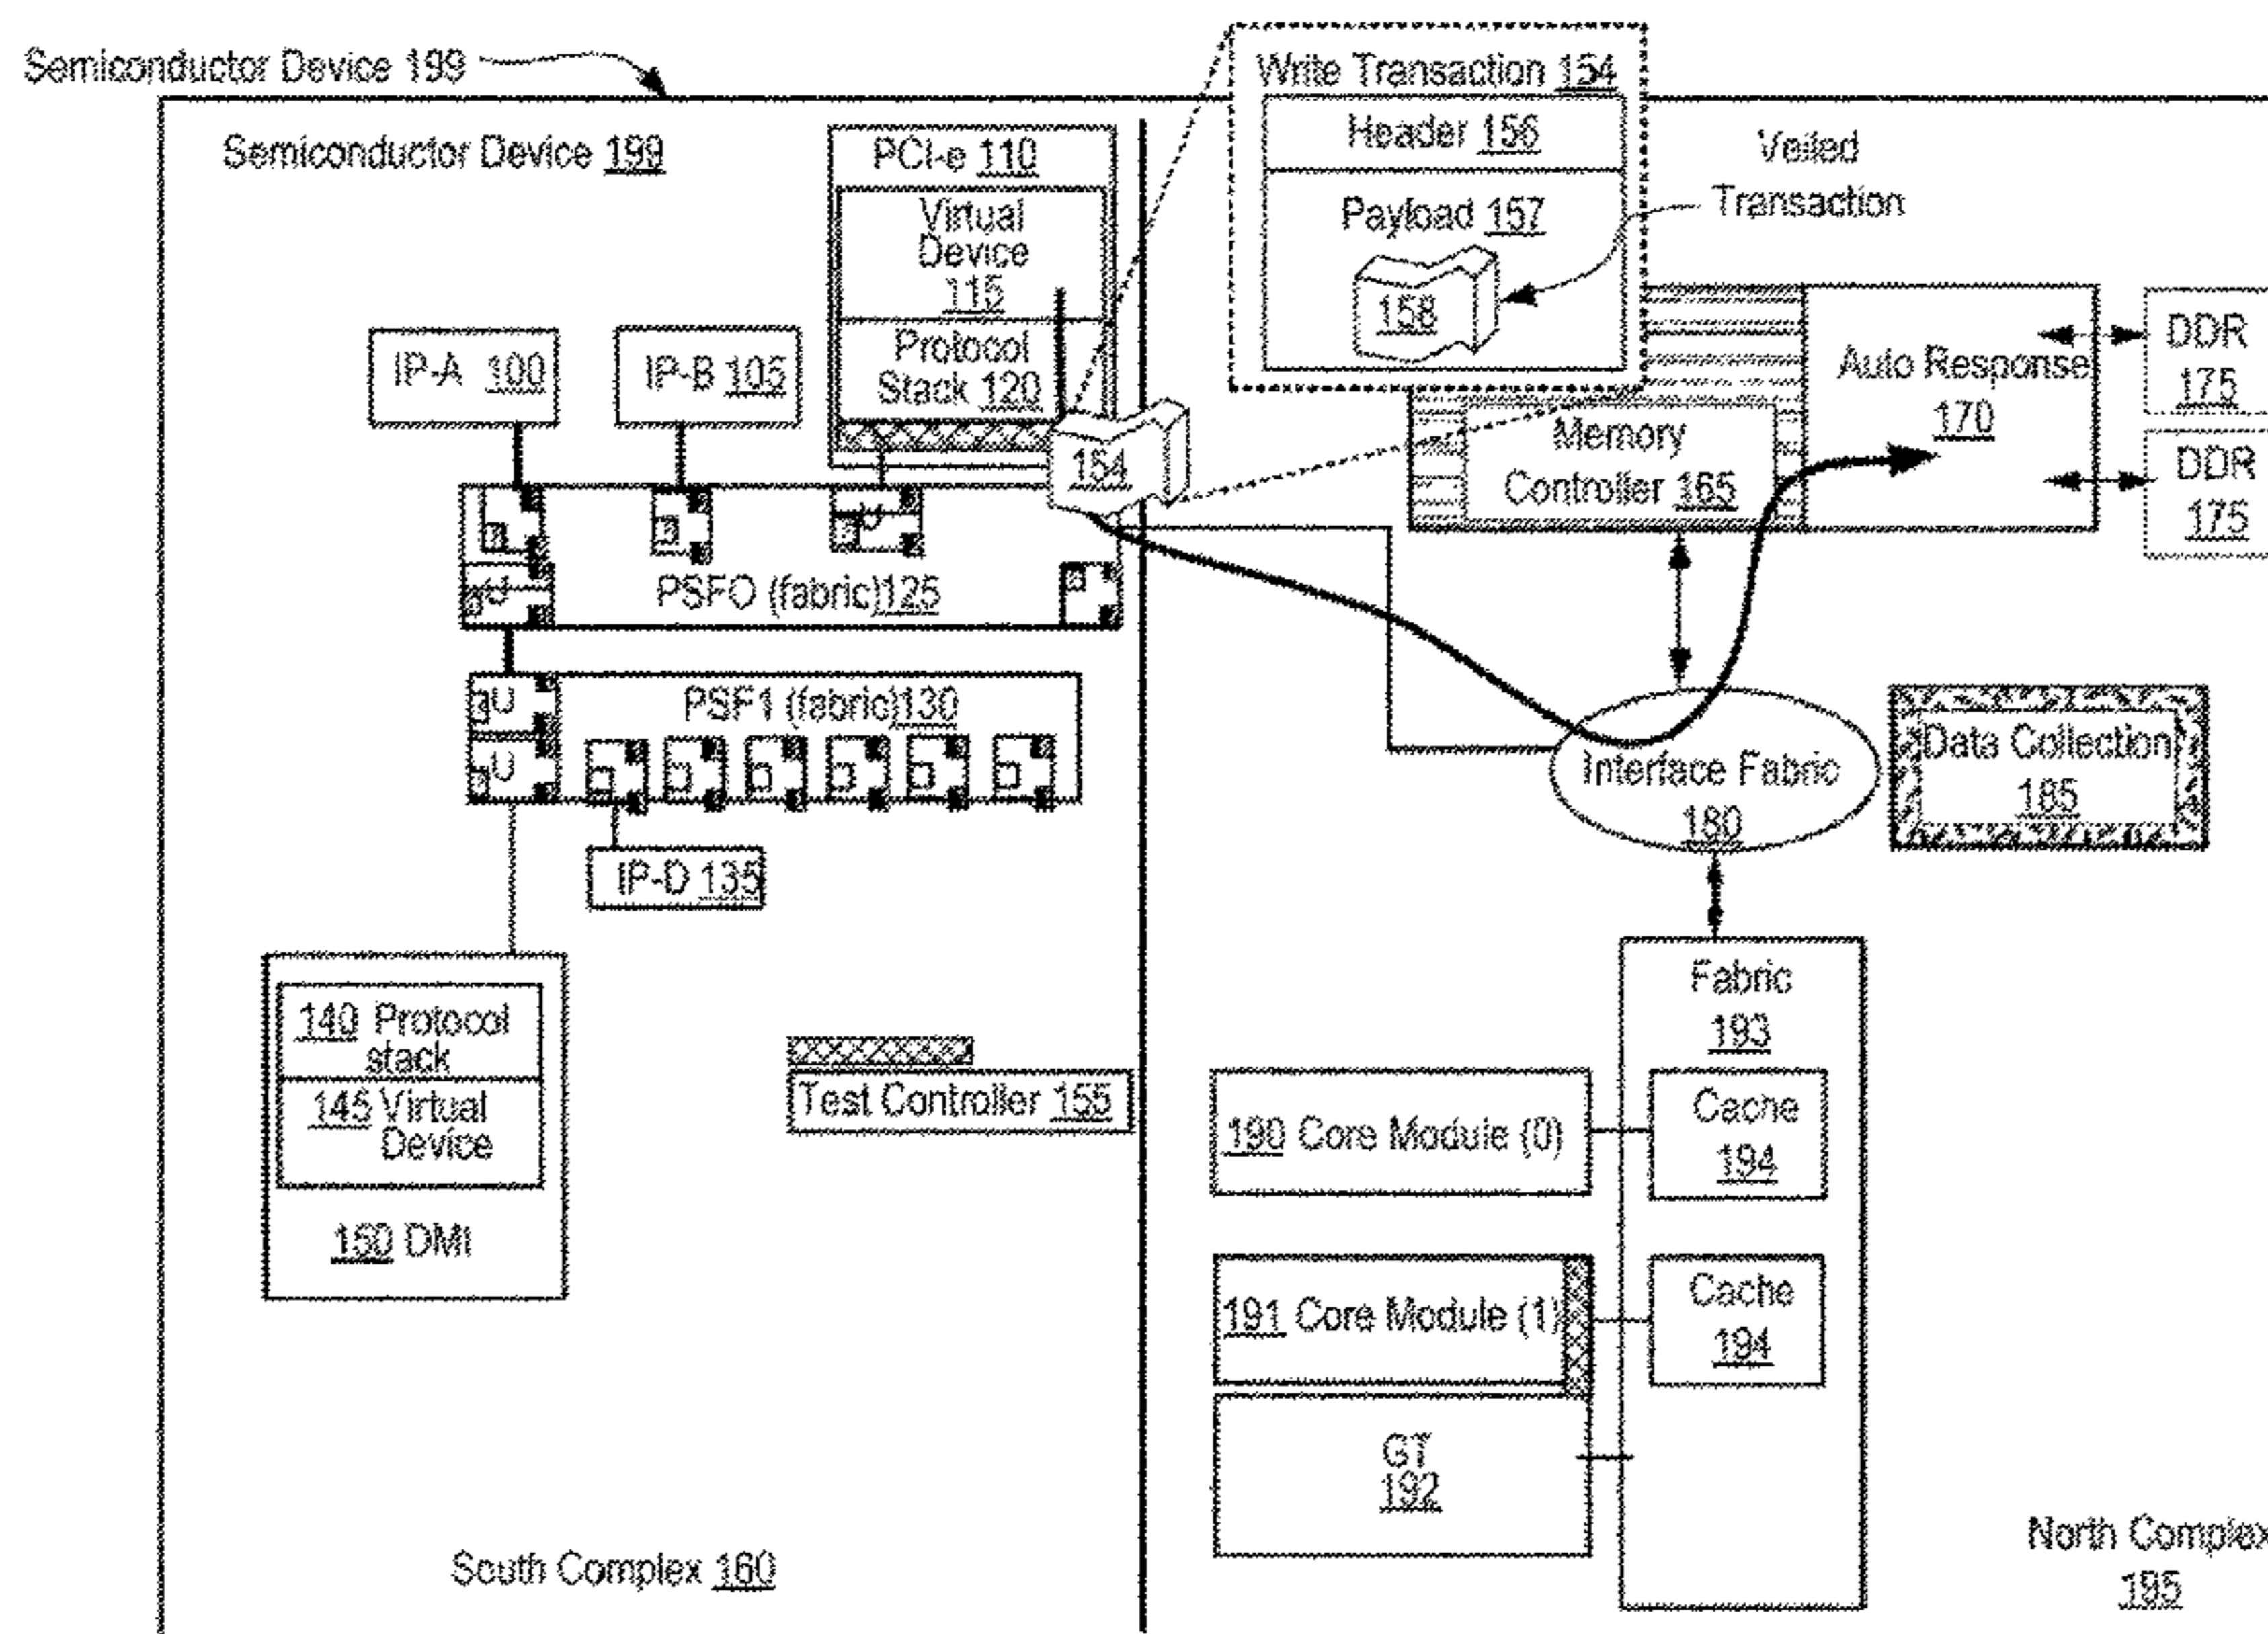 Semiconductor Device 199
Semiconductor Device 199
PCI-e 110
Virtual
Device
115
Protocol
Stack 120
IP-A 100
IP-B 105
154
PSFO (fabric)125
U
U
U
PSF1 (fabric)130
U
IP-D 135
140 Protocol
stack
145 Virtual
Device
150 DMI
Test Controller 155
South Complex 160
Write Transaction 154
Header 156
Payload 157
158
Veiled
Transaction
Memory
Controller 165
Auto Response
170
DDR
175
DDR
175
Interface Fabric
180
Data Collection
185
Fabric
193
190 Core Module (0)
Cache
194
191 Core Module (1)
Cache
194
GT
192
North Complex
195